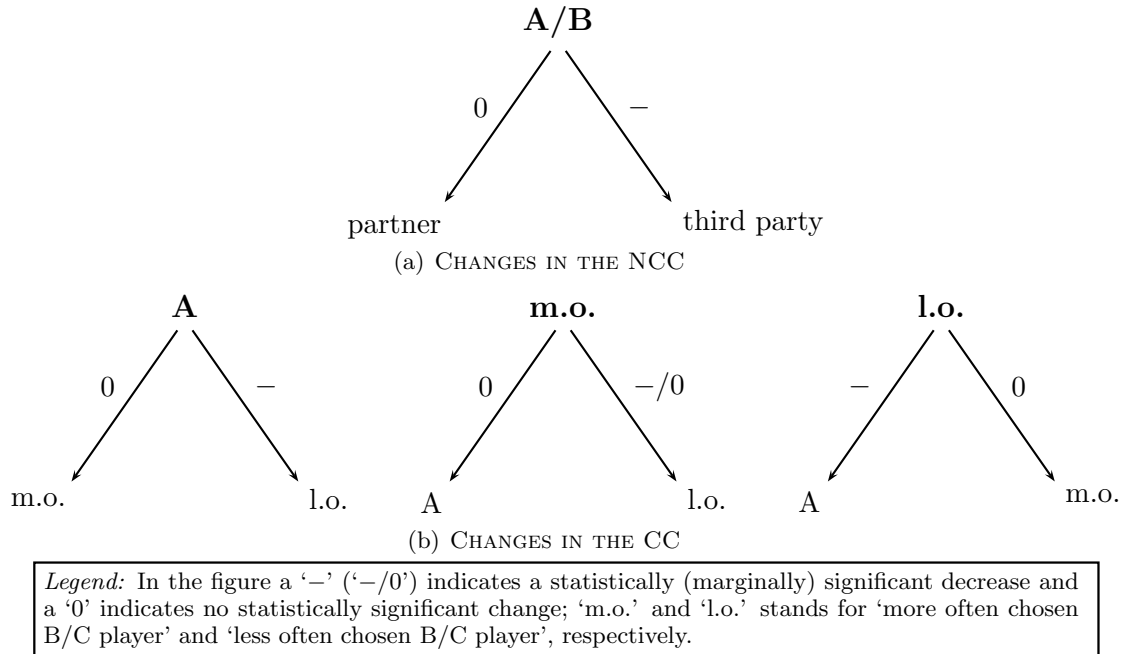 A/B
0 −
partner third party
(a) Changes in the NCC
A m.o. l.o.
0 − 0 −/0 − 0
m.o. l.o. A l.o. A m.o.
(b) Changes in the CC
Legend: In the figure a ‘−’ (‘−/0’) indicates a statistically (marginally) significant decrease and
a ‘0’ indicates no statistically significant change; ‘m.o.’ and ‘l.o.’ stands for ‘more often chosen
B/C player’ and ‘less often chosen B/C player’, respectively.